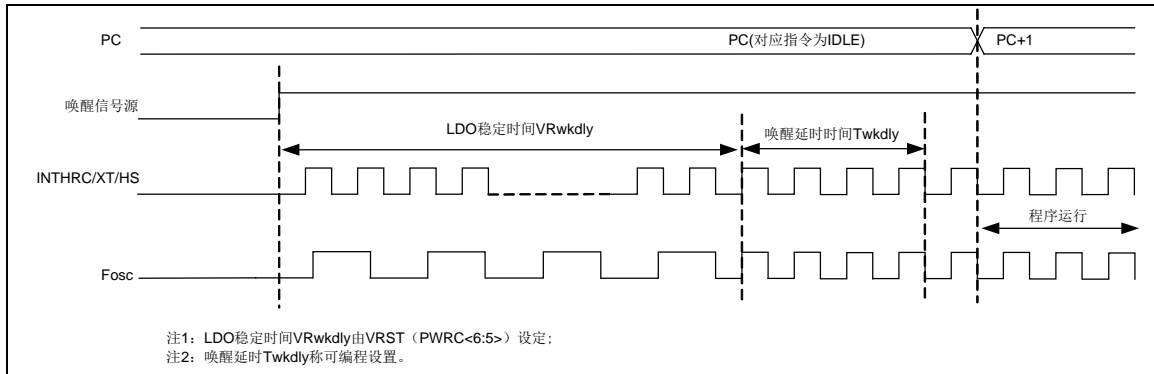 PC
PC(对应指令为IDLE)
PC+1
唤醒信号源
LDO稳定时间VRwkdly
唤醒延时时间Twkdly
INTHRC/XT/HS
程序运行
Fosc
注1：LDO稳定时间VRwkdly由VRST（PWRC<6:5>）设定;
注2：唤醒延时Twkdly称可编程设置。